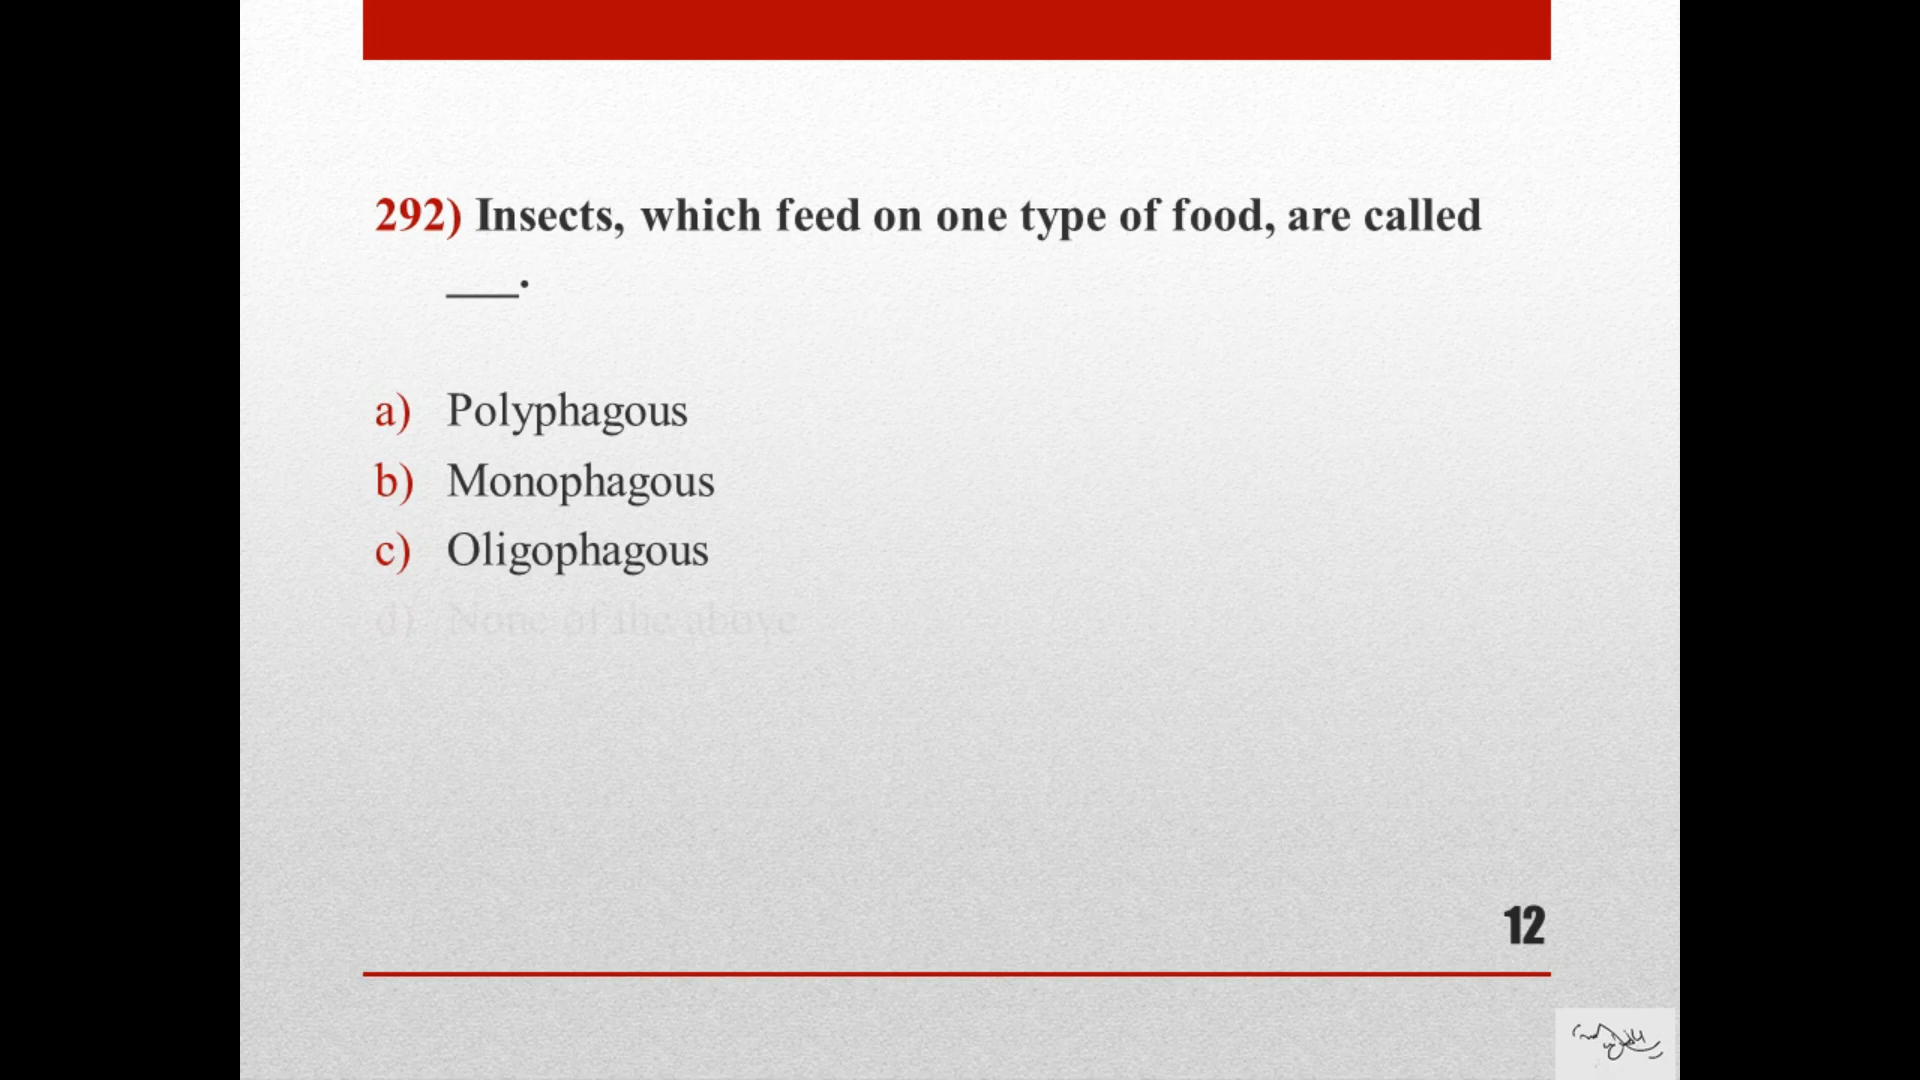 292) Insects, which feed on one type of food, are called
___.
a) Polyphagous
b) Monophagous
c) Oligophagous
d) None of the above
12